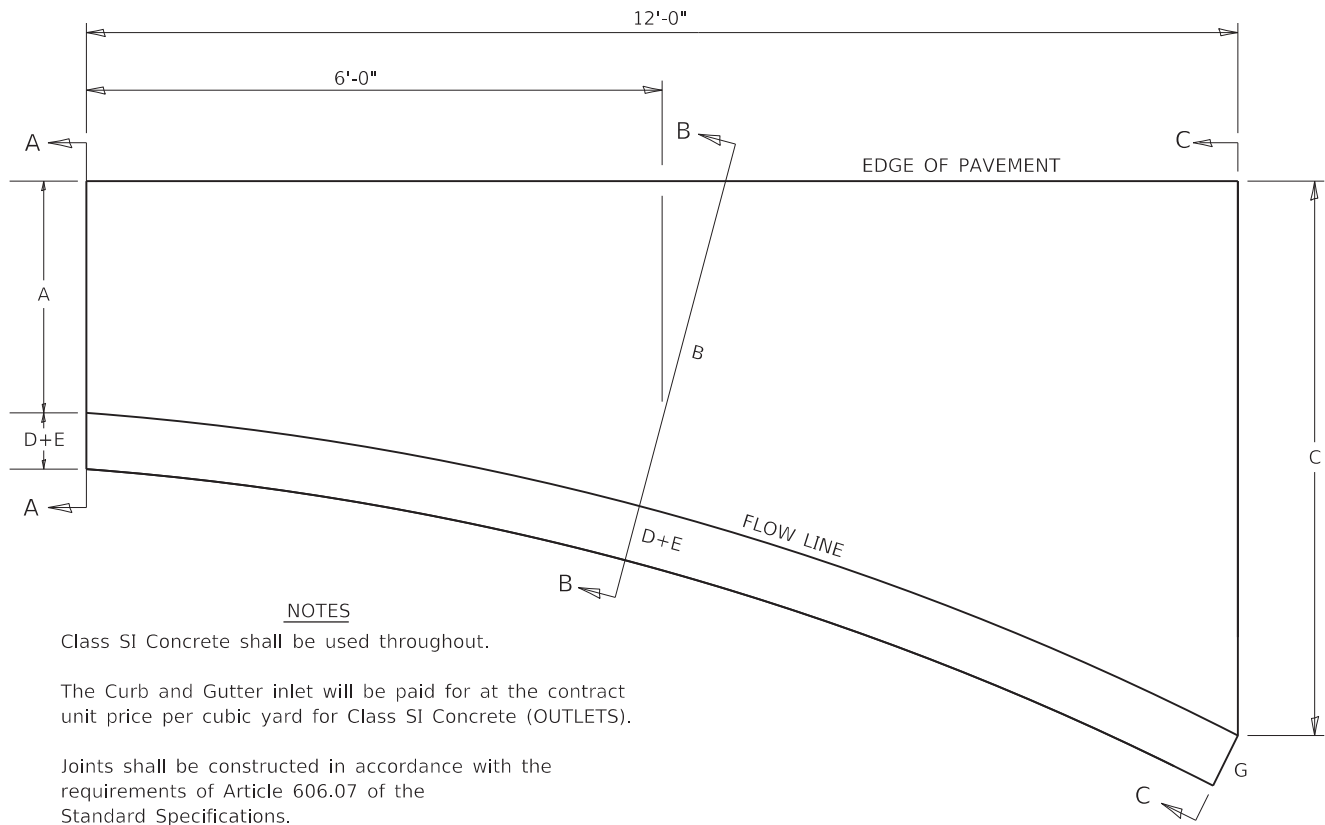 12'-0"
6'-0"
A
B
C
EDGE OF PAVEMENT
A
B
C
D+E
A
FLOW LINE
D+E
B
G
C
NOTES
Class SI Concrete shall be used throughout.
The Curb and Gutter inlet will be paid for at the contract
unit price per cubic yard for Class SI Concrete (OUTLETS).
Joints shall be constructed in accordance with the
requirements of Article 606.07 of the
Standard Specifications.